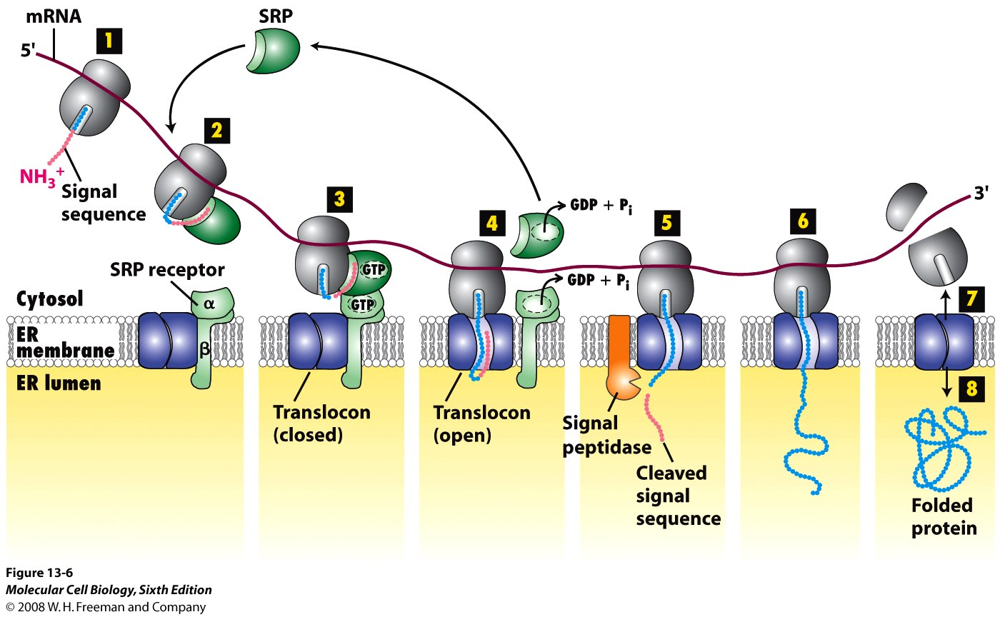 mRNA
SRP
5'
1
2
NH3+
Signal
sequence
3
4
GDP + Pi
5
6
3'
GTP
GTP
GDP + Pi
SRP receptor
α
β
Cytosol
ER
membrane
ER lumen
7
8
Translocon
(closed)
Translocon
(open)
Signal
peptidase
Cleaved
signal
sequence
Folded
protein
Figure 13-6
Molecular Cell Biology, Sixth Edition
© 2008 W. H. Freeman and Company